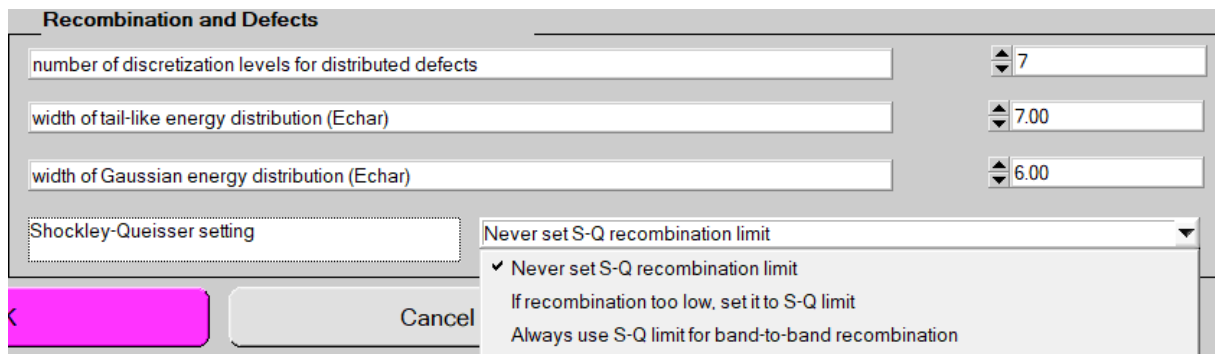 Recombination and Defects
number of discretization levels for distributed defects 7
width of tail-like energy distribution (Echar) 7.00
width of Gaussian energy distribution (Echar) 6.00
Shockley-Queisser setting Never set S-Q recombination limit
✔ Never set S-Q recombination limit
If recombination too low, set it to S-Q limit
Cancel
Always use S-Q limit for band-to-band recombination